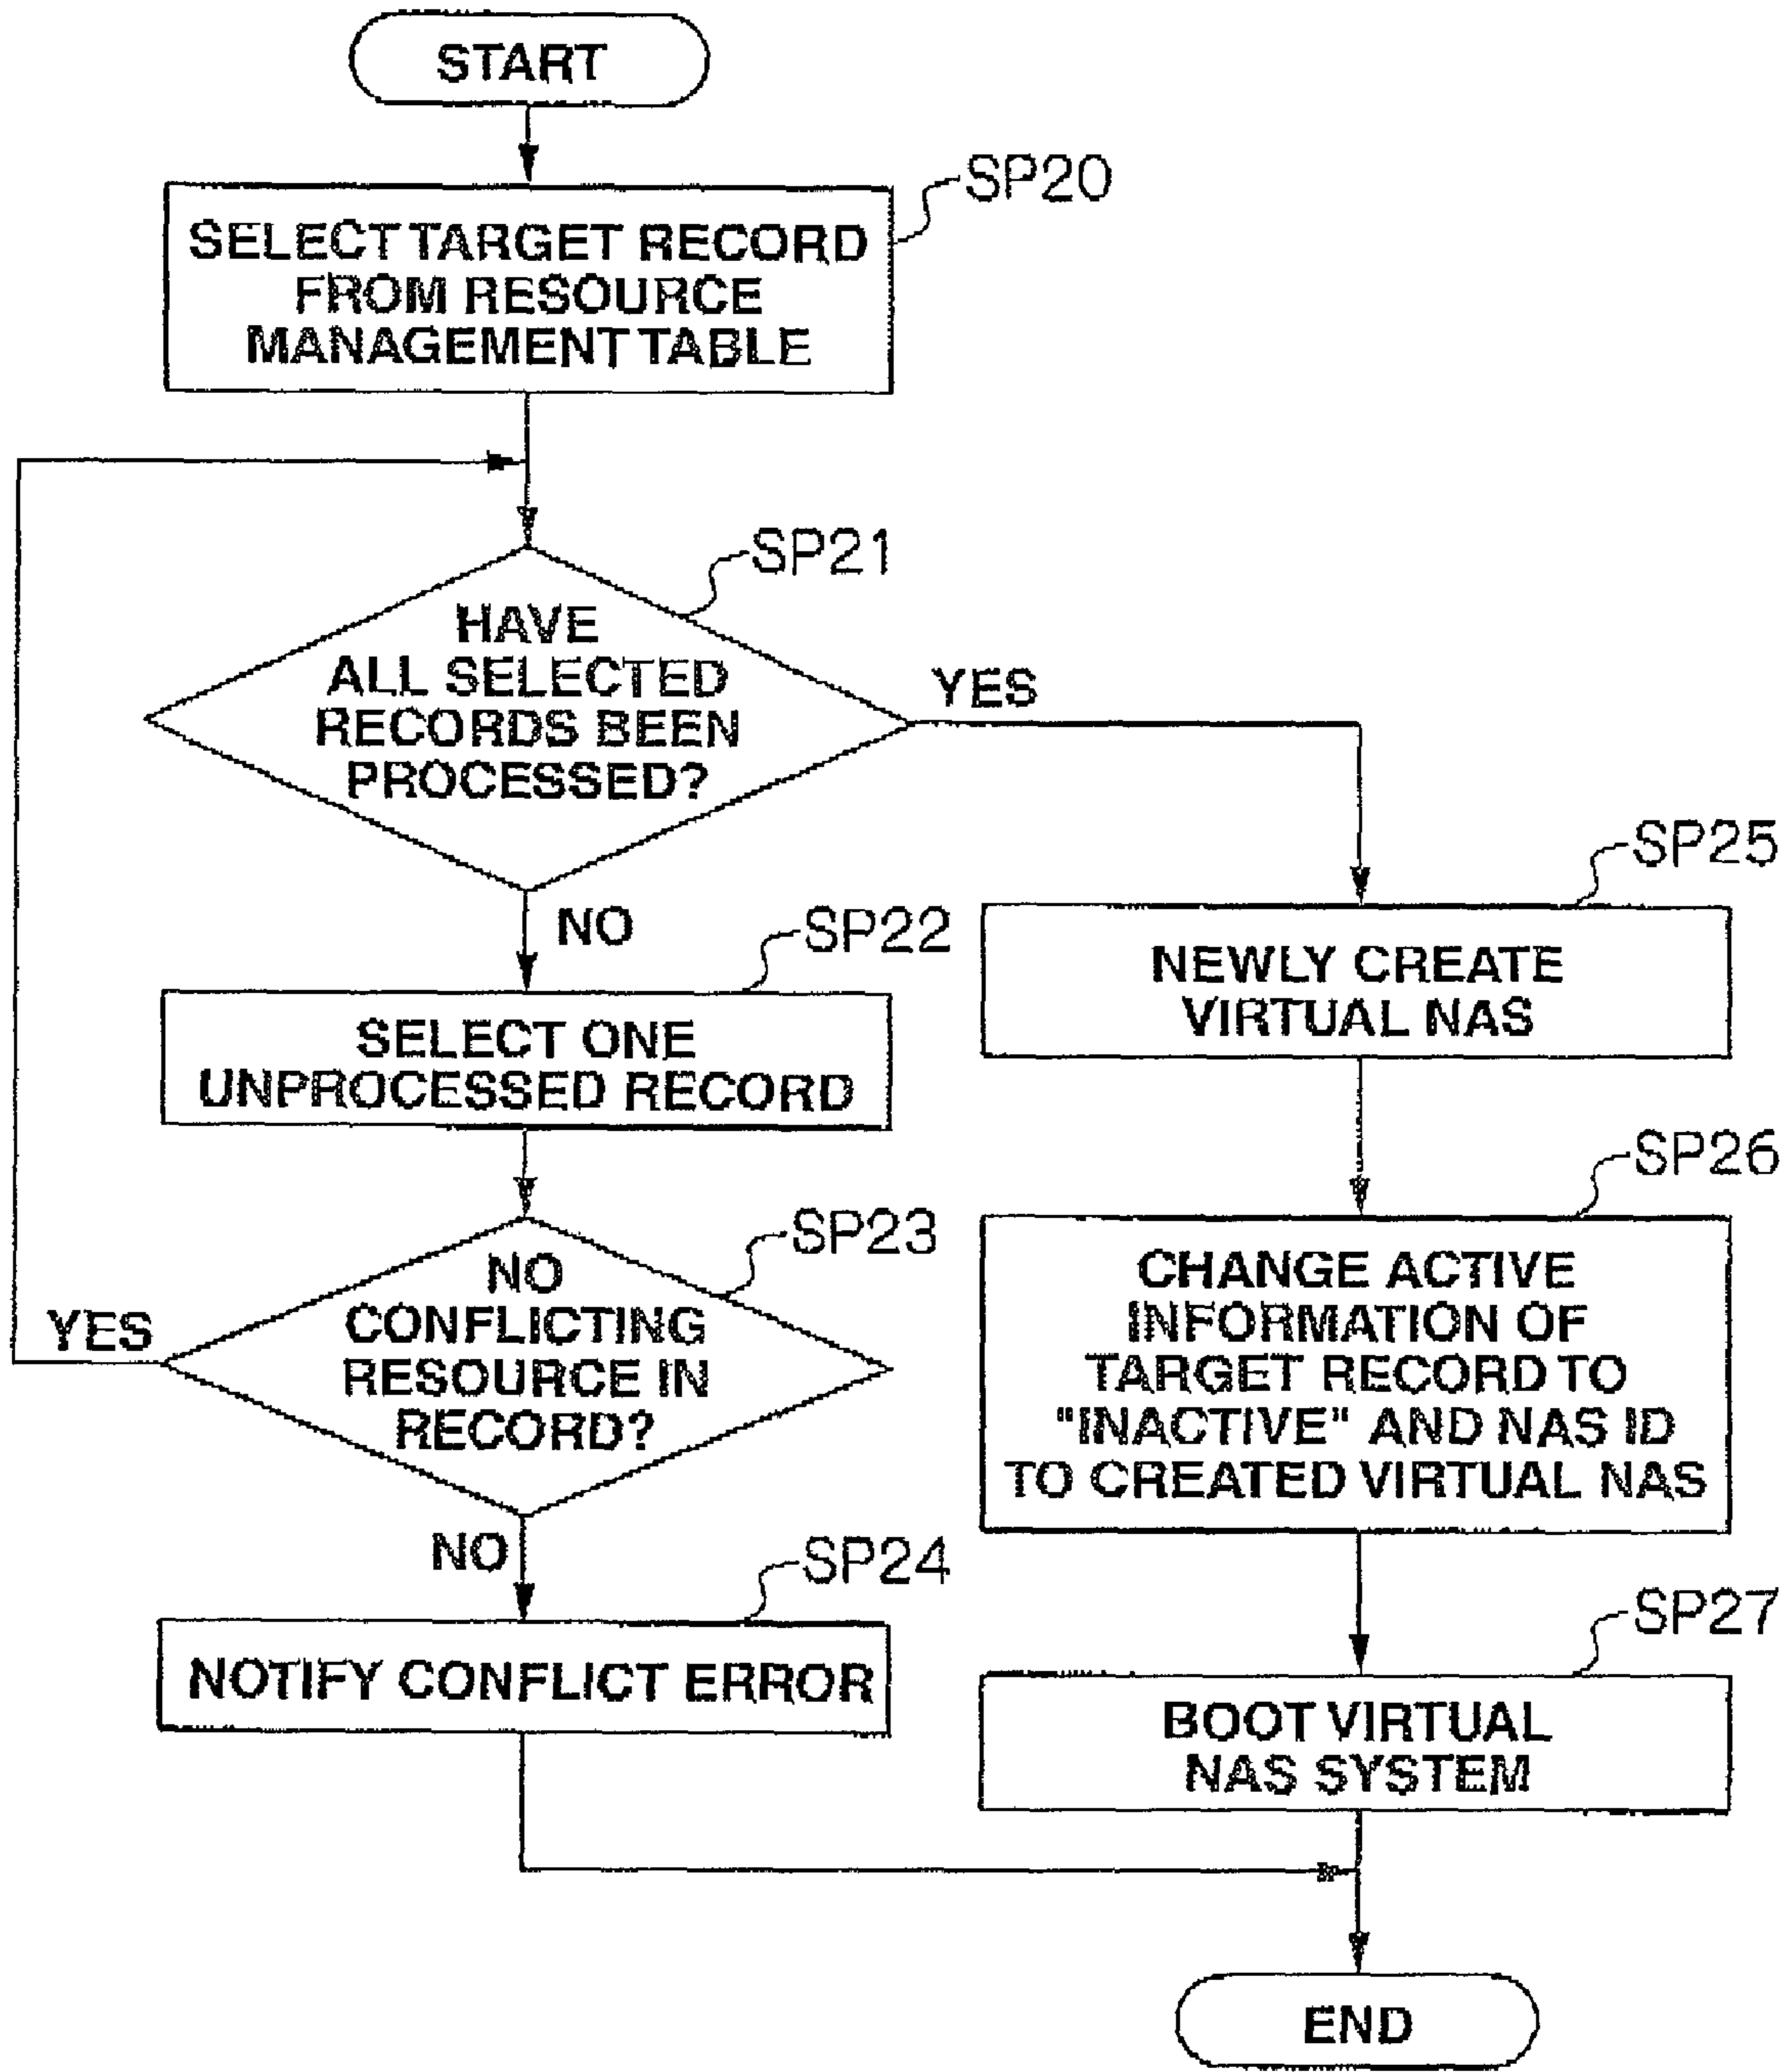 START
SP20
SELECT TARGET RECORD
FROM RESOURCE
MANAGEMENT TABLE
SP21
HAVE
ALL SELECTED
RECORDS BEEN
PROCESSED?
YES
NO
SP22
SELECT ONE
UNPROCESSED RECORD
SP23
NO
CONFLICTING
RESOURCE IN
RECORD?
YES
NO
SP24
NOTIFY CONFLICT ERROR
SP25
NEWLY CREATE
VIRTUAL NAS
SP26
CHANGE ACTIVE
INFORMATION OF
TARGET RECORD TO
"INACTIVE" AND NAS ID
TO CREATED VIRTUAL NAS
SP27
BOOT VIRTUAL
NAS SYSTEM
END